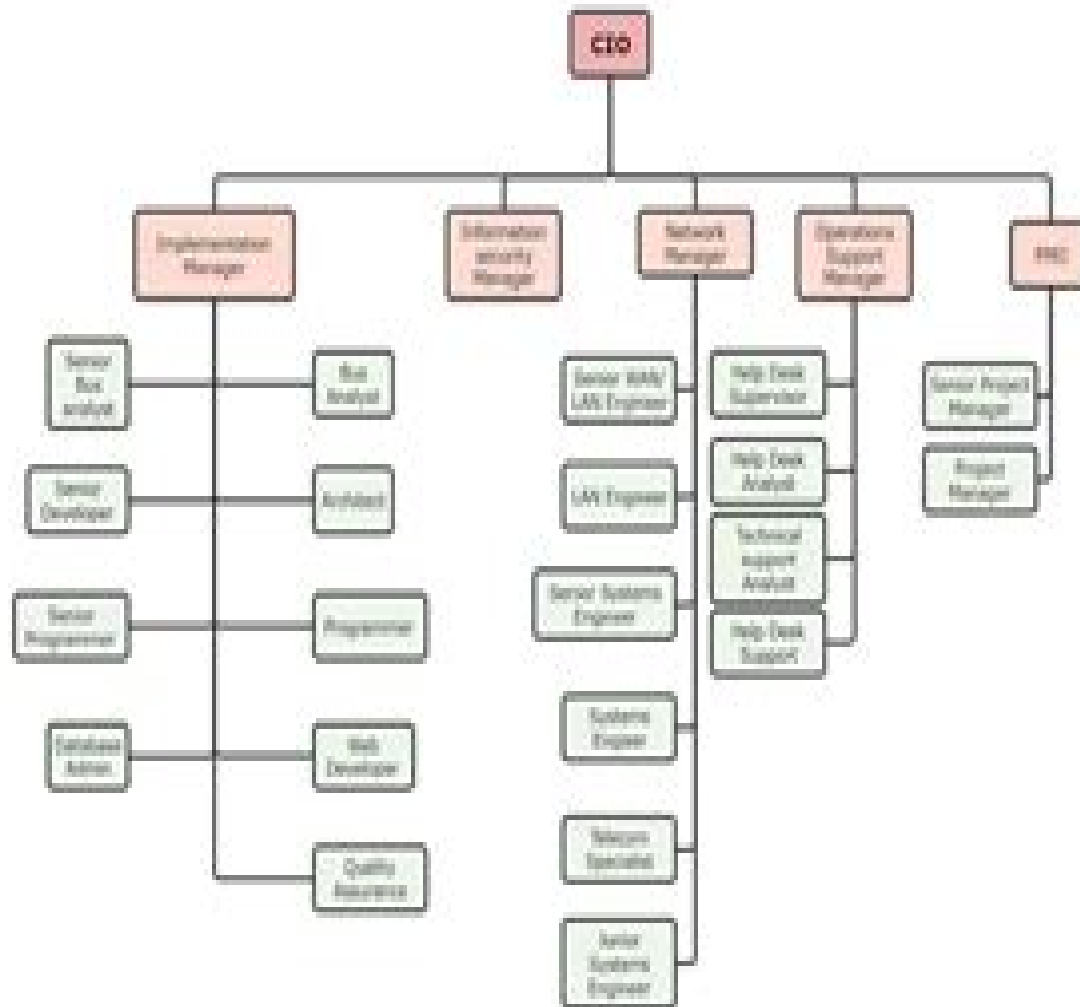 CIO
Implementation
Manager
Information
security
Manager
Network
Manager
Operations
Support
Manager
Senior
Bus
analyst
Bus
Analyst
Senior
Developer
Architect
Senior
Programmer
Programmer
Database
Admin
Web
Developer
Quality
Assurance
Senior WAN/
LAN Engineer
LAN Engineer
Senior Systems
Engineer
Systems
Engieer
Telecom
Specialist
Senior
Systems
Engineer
Help Desk
Supervisor
Help Desk
Analyst
Technical
support
Analyst
Help Desk
Support
Senior Project
Manager
Project
Manager